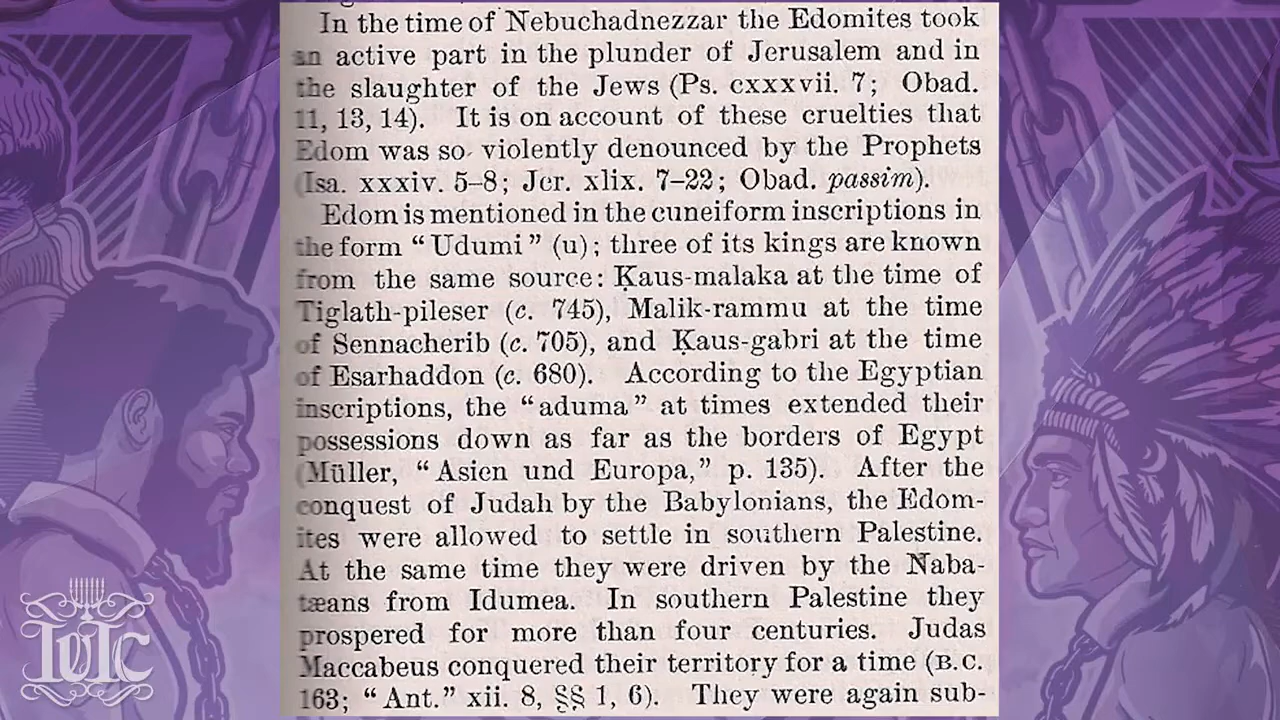 In the time of Nebuchadnezzar the Edomites took
an active part in the plunder of Jerusalem and in
the slaughter of the Jews (Ps. cxxxvii. 7; Obad.
11, 13, 14). It is on account of these cruelties that
Edom was so violently denounced by the Prophets
(Isa. xxxiv. 5–8; Jer. xlix. 7–22; Obad. passim).
Edom is mentioned in the cuneiform inscriptions in
the form “Udumi” (u); three of its kings are known
from the same source: Ḳaus-malaka at the time of
Tiglath-pileser (c. 745), Malik-rammu at the time
of Sennacherib (c. 705), and Ḳaus-gabri at the time
of Esarhaddon (c. 680). According to the Egyptian
inscriptions, the “aduma” at times extended their
possessions down as far as the borders of Egypt
(Müller, “Asien und Europa,” p. 135). After the
conquest of Judah by the Babylonians, the Edom-
ites were allowed to settle in southern Palestine.
At the same time they were driven by the Naba-
tæans from Idumea. In southern Palestine they
prospered for more than four centuries. Judas
Maccabeus conquered their territory for a time (B.C.
163; “Ant.” xii. 8, §§ 1, 6). They were again sub-
IUIC